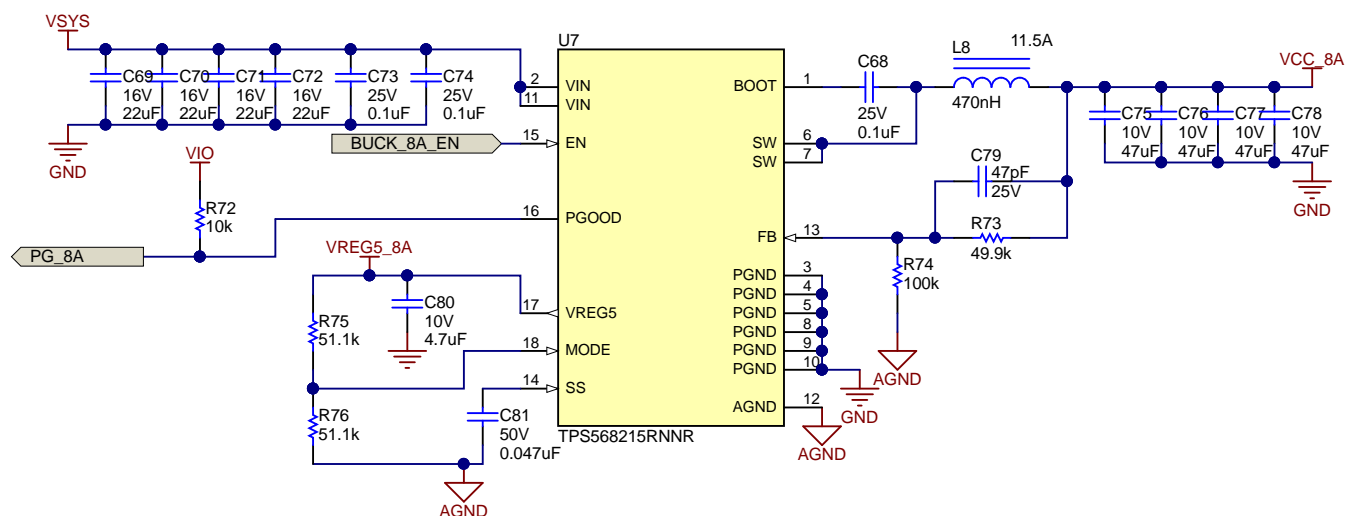 VSYS
C69
16V
22uF
C70
16V
22uF
C71
16V
22uF
C72
16V
22uF
C73
25V
0.1uF
C74
25V
0.1uF
GND
BUCK_8A_EN
VIO
R72
10k
PG_8A
VREG5_8A
C80
10V
4.7uF
R75
51.1k
R76
51.1k
C81
50V
0.047uF
AGND
U7
2
VIN
11
VIN
15
EN
16
PGOOD
17
VREG5
18
MODE
14
SS
BOOT
1
SW
6
SW
7
FB
13
PGND
3
PGND
4
PGND
5
PGND
8
PGND
9
PGND
10
AGND
12
TPS568215RNNR
C68
25V
0.1uF
L8
11.5A
470nH
VCC_8A
C75
10V
47uF
C76
10V
47uF
C77
10V
47uF
C78
10V
47uF
GND
C79
47pF
25V
R73
49.9k
R74
100k
AGND
GND
AGND